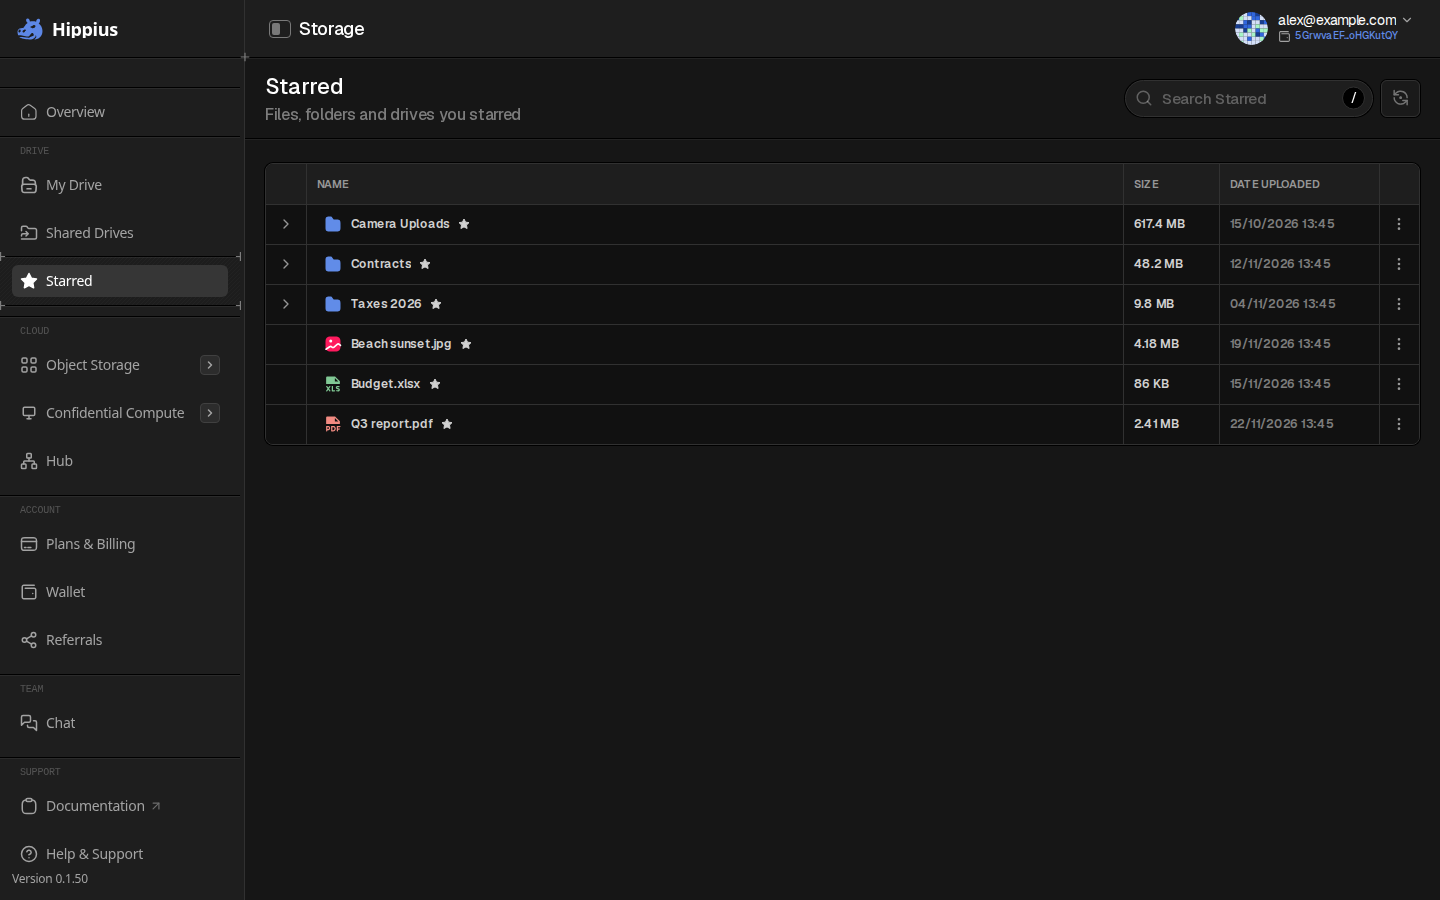 Hippius
Storage
alex@example.com
5GrwvaEF...oHGKutQY
Overview
DRIVE
My Drive
Shared Drives
Starred
CLOUD
Object Storage
Confidential Compute
Hub
ACCOUNT
Plans & Billing
Wallet
Referrals
TEAM
Chat
SUPPORT
Documentation
Help & Support
Version 0.1.50
Starred
Files, folders and drives you starred
Search Starred /
NAME SIZE DATE UPLOADED
Camera Uploads 617.4 MB 15/10/2026 13:45
Contracts 48.2 MB 12/11/2026 13:45
Taxes 2026 9.8 MB 04/11/2026 13:45
Beach sunset.jpg 4.18 MB 19/11/2026 13:45
XLS Budget.xlsx 86 KB 15/11/2026 13:45
PDF Q3 report.pdf 2.41 MB 22/11/2026 13:45